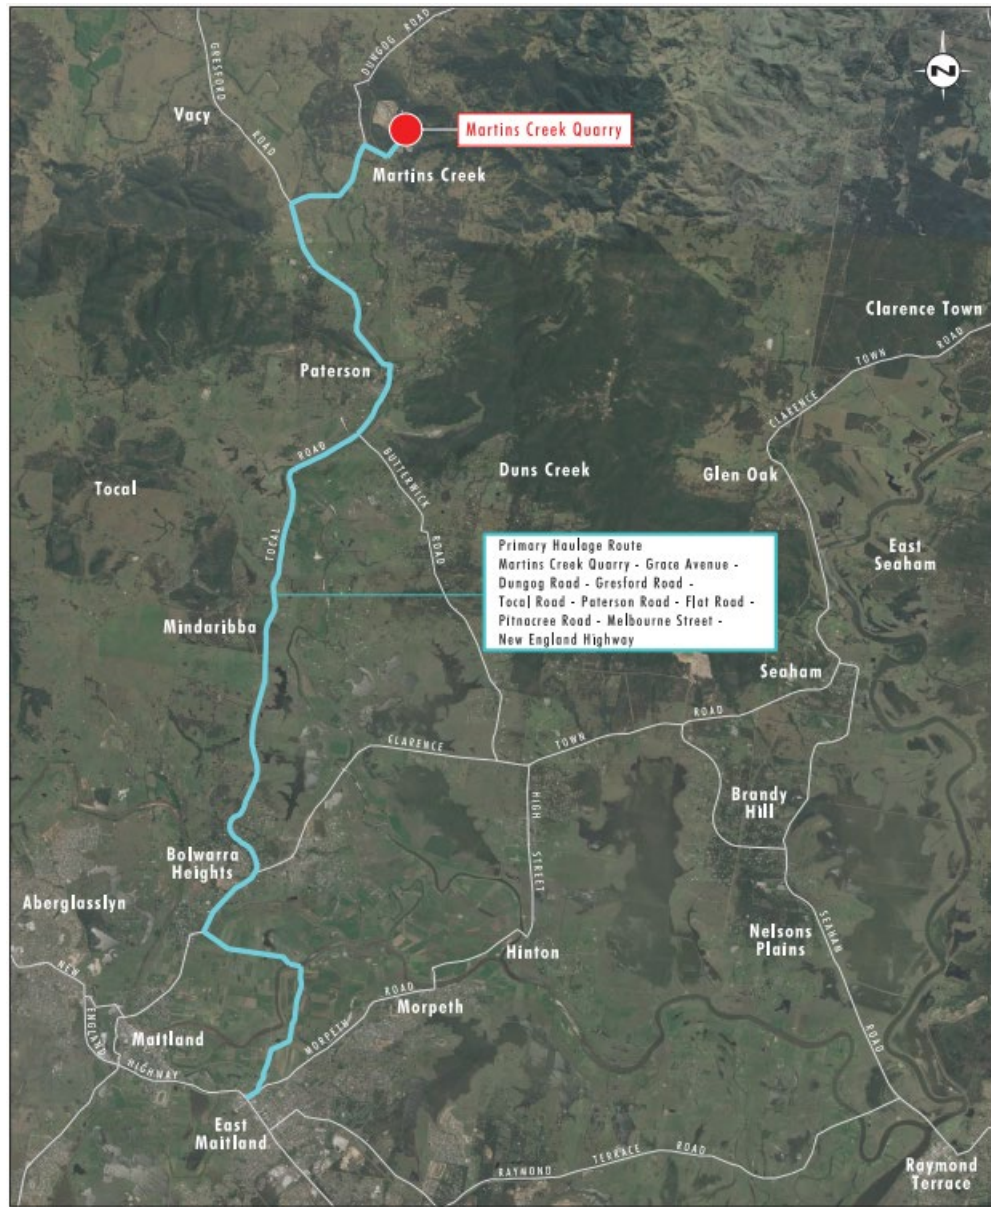 GRESFORD
ROAD
DUNGOG ROAD
N
Vacy
Martins Creek Quarry
Martins Creek
Clarence Town
CLARENCE TOWN ROAD
Paterson
TOCAL ROAD
BUTTERWICK
ROAD
Duns Creek
Glen Oak
Tocal
East
Seaham
Primary Haulage Route
Martins Creek Quarry - Grace Avenue -
Dungog Road - Gresford Road -
Tocal Road - Paterson Road - Flat Road -
Pitnacree Road - Melbourne Street -
New England Highway
Mindaribba
Seaham
GLARENCE TOWN ROAD
HIGH
STREET
Brandy
Hill
Bolwarra
Heights
Aberglasslyn
NEW
ENGLAND
HIGHWAY
Hinton
Nelsons
Plains
SEAHAN
ROAD
Morpeth
MORPETH ROAD
Maitland
East
Maitland
RAYMOND TERRACE ROAD
Raymond
Terrace